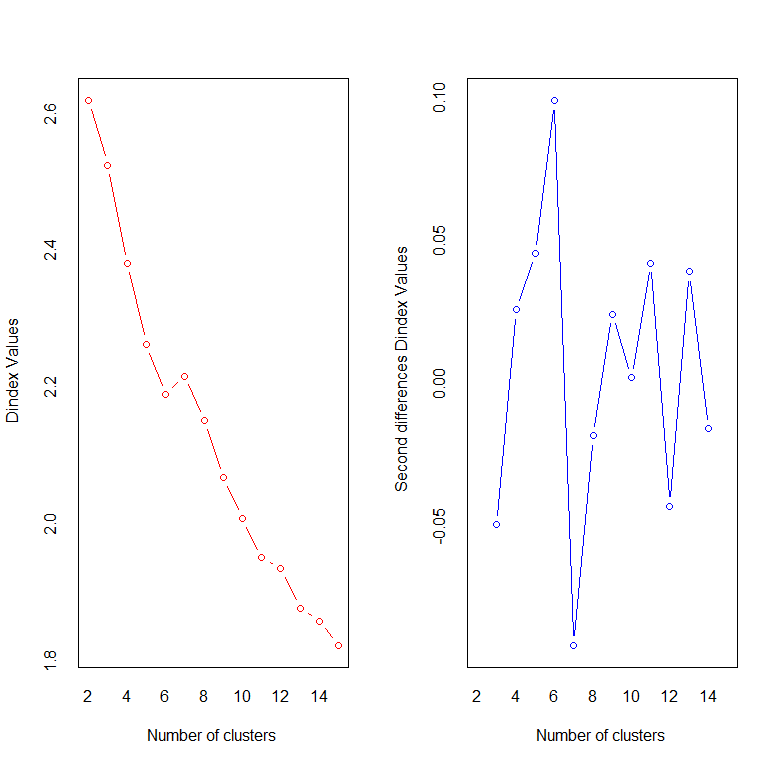 Dindex Values
2.6
2.4
2.2
2.0
1.8
2 4 6 8 10 12 14
Number of clusters
Second differences Dindex Values
0.10
0.05
0.00
-0.05
2 4 6 8 10 12 14
Number of clusters